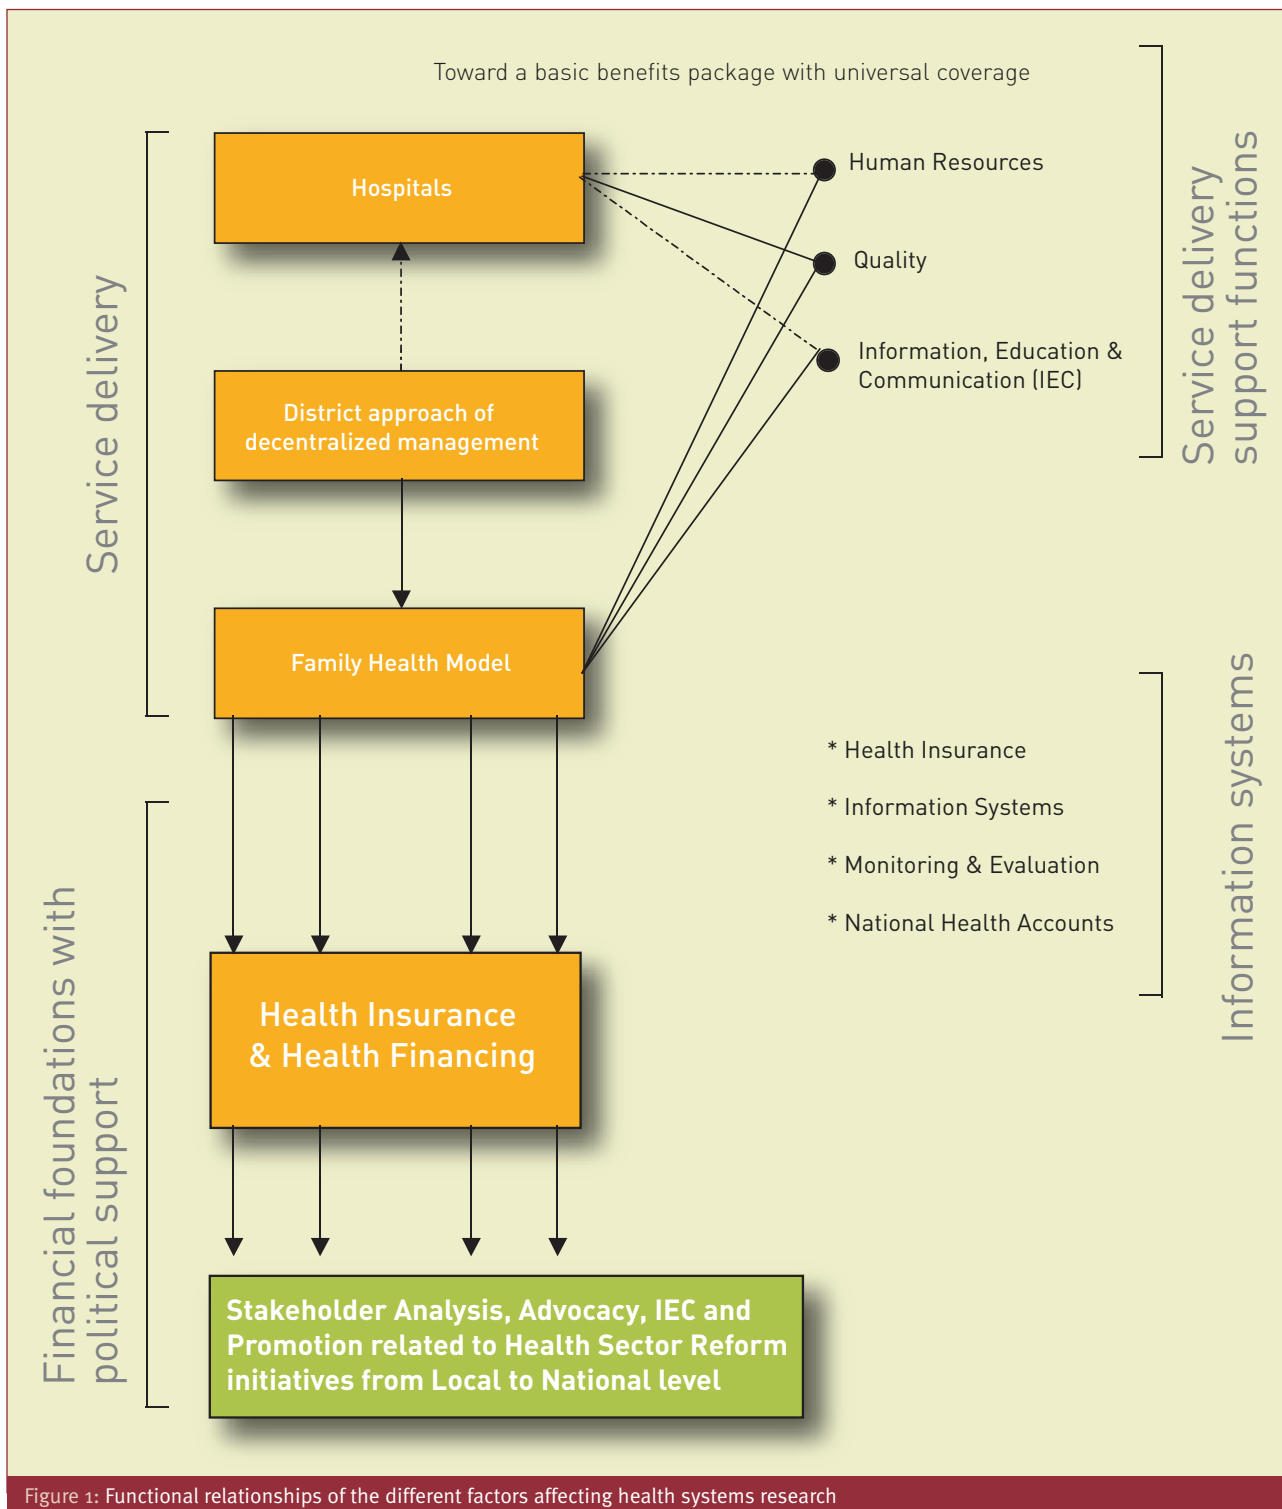 Toward a basic benefits package with universal coverage
Service delivery
Hospitals
District approach of
decentralized management
Family Health Model
Human Resources
Quality
Information, Education &
Communication (IEC)
Service delivery
support functions
* Health Insurance
* Information Systems
* Monitoring & Evaluation
* National Health Accounts
Information systems
Financial foundations with
political support
Health Insurance
& Health Financing
Stakeholder Analysis, Advocacy, IEC and
Promotion related to Health Sector Reform
initiatives from Local to National level
Figure 1: Functional relationships of the different factors affecting health systems research